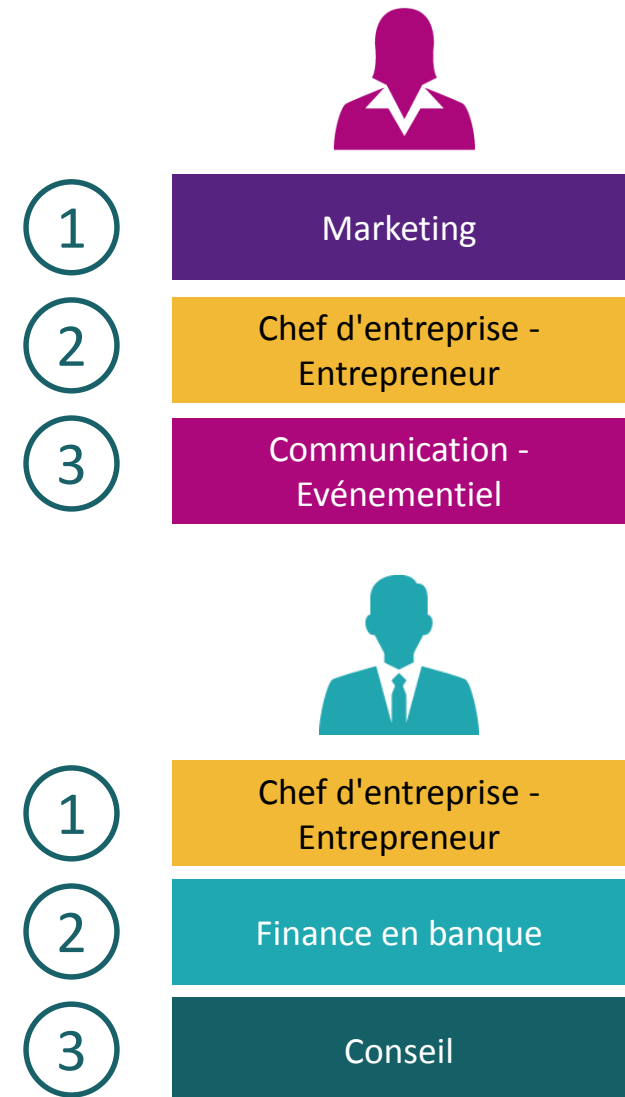 1
Marketing
2
Chef d'entreprise -
Entrepreneur
3
Communication -
Evénementiel
1
Chef d'entreprise -
Entrepreneur
2
Finance en banque
3
Conseil